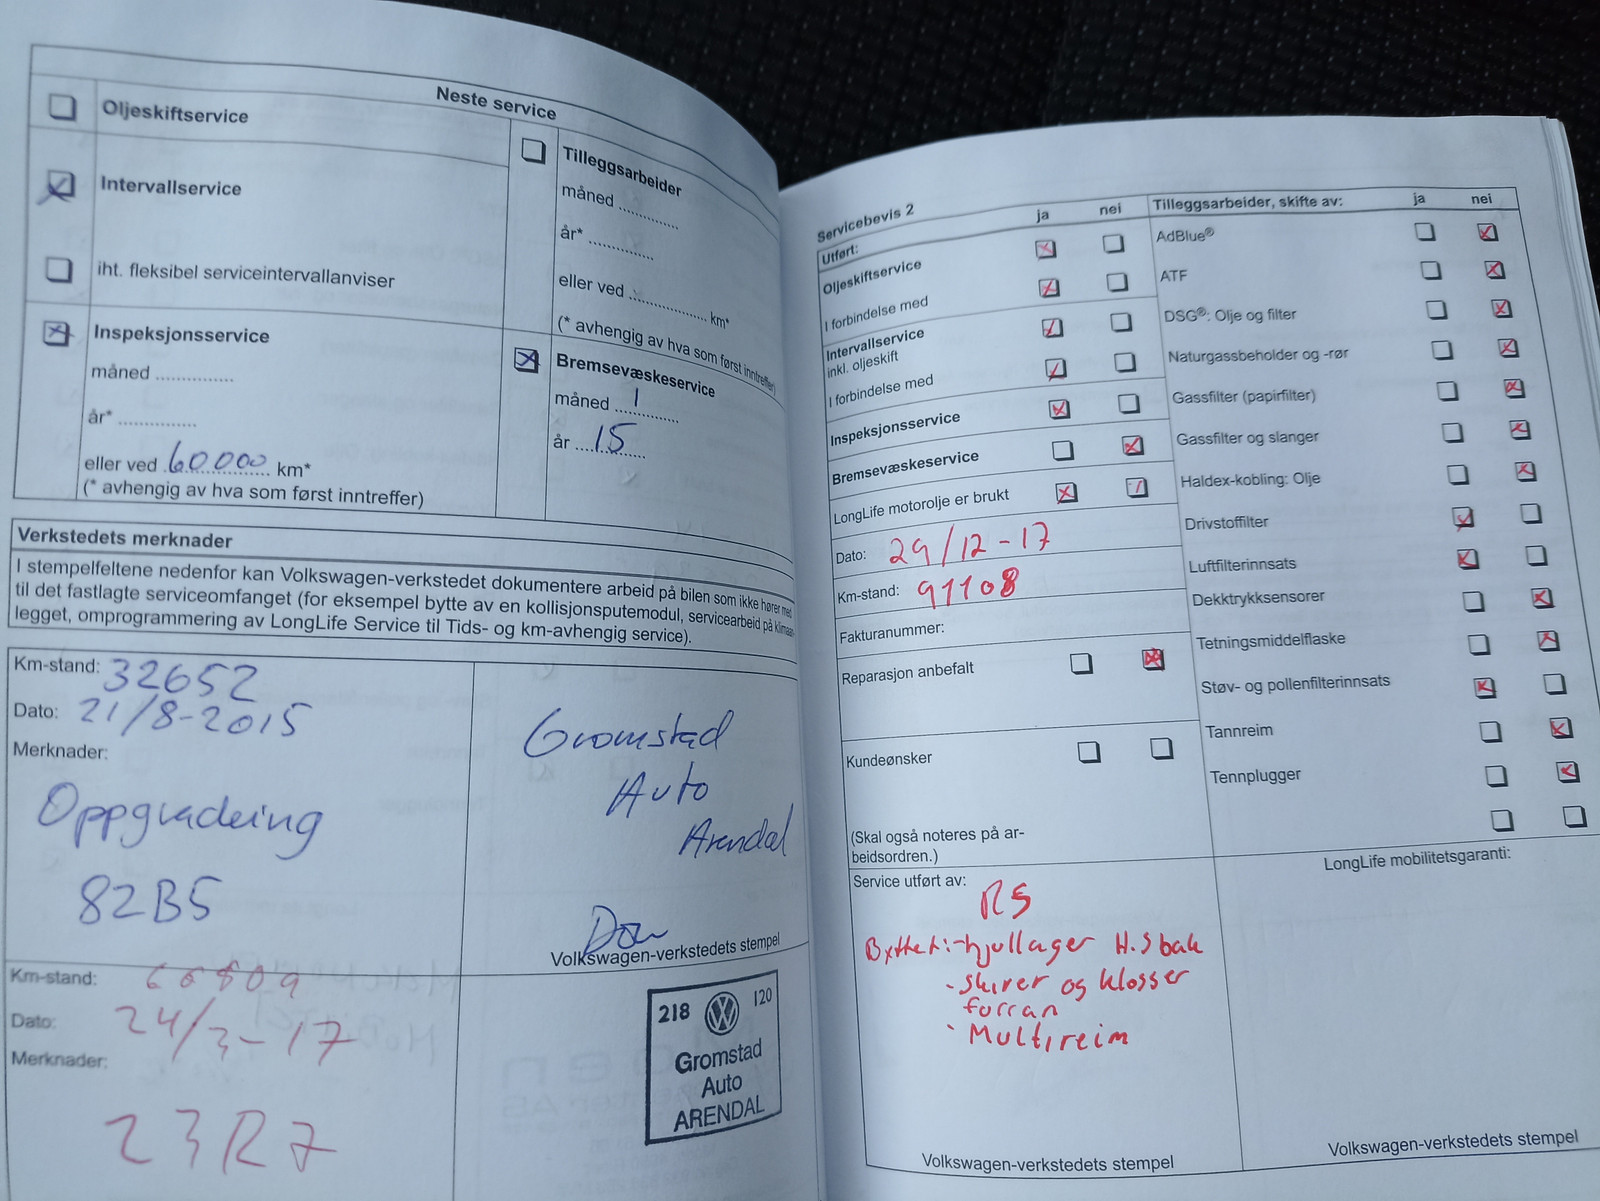 Neste service
Oljeskiftservice
Intervallservice
iht. fleksibel serviceintervallanviser
Inspeksjonsservice
måned ..............
år* ..............
eller ved 60000 km*
(* avhengig av hva som først inntreffer)
Tilleggsarbeider
måned ..............
år* ..............
eller ved .............. km*
(* avhengig av hva som først inntreffer)
Bremsevæskeservice
måned 1
år 15
Verkstedets merknader
I stempelfeltene nedenfor kan Volkswagen-verkstedet dokumentere arbeid på bilen som ikke hører med
til det fastlagte serviceomfanget (for eksempel bytte av en kollisjonsputemodul, servicearbeid på klimaan-
legget, omprogrammering av LongLife Service til Tids- og km-avhengig service).
Km-stand: 32652
Dato: 21/8-2015
Merknader:
Oppgradering
82B5
Gromstad
Auto
Arendal
Volkswagen-verkstedets stempel
Km-stand: 66809
Dato: 24/3-17
Merknader:
23R7
218 120
Gromstad
Auto
ARENDAL
Servicebevis 2
Utført: ja nei
Oljeskiftservice
I forbindelse med
Intervallservice
inkl. oljeskift
I forbindelse med
Inspeksjonsservice
Bremsevæskeservice
LongLife motorolje er brukt
Dato: 29/12-17
Km-stand: 91108
Fakturanummer:
Reparasjon anbefalt
Kundeønsker
(Skal også noteres på ar-
beidsordren.)
Service utført av: RS
Byttet:-hjullager H.S bak
- skiver og klosser
forran
- Multireim
Volkswagen-verkstedets stempel
Tilleggsarbeider, skifte av: ja nei
AdBlue®
ATF
DSG®: Olje og filter
Naturgassbeholder og -rør
Gassfilter (papirfilter)
Gassfilter og slanger
Haldex-kobling: Olje
Drivstoffilter
Luftfilterinnsats
Dekktrykksensorer
Tetningsmiddelflaske
Støv- og pollenfilterinnsats
Tannreim
Tennplugger
LongLife mobilitetsgaranti:
Volkswagen-verkstedets stempel